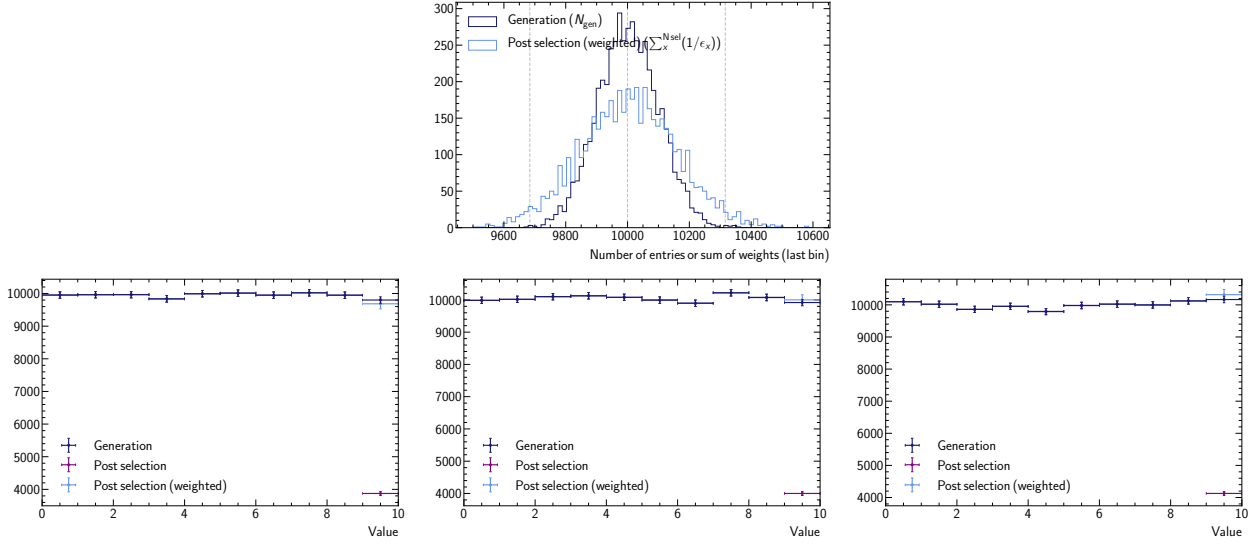 300
250
200
150
100
50
0
Generation (N_gen)
Post selection (weighted) (∑_x^{N sel} (1/ϵ_x))
9600 9800 10000 10200 10400 10600
Number of entries or sum of weights (last bin)
10000
9000
8000
7000
6000
5000
4000
Generation
Post selection
Post selection (weighted)
0 2 4 6 8 10
Value
10000
9000
8000
7000
6000
5000
4000
Generation
Post selection
Post selection (weighted)
0 2 4 6 8 10
Value
10000
9000
8000
7000
6000
5000
4000
Generation
Post selection
Post selection (weighted)
0 2 4 6 8 10
Value